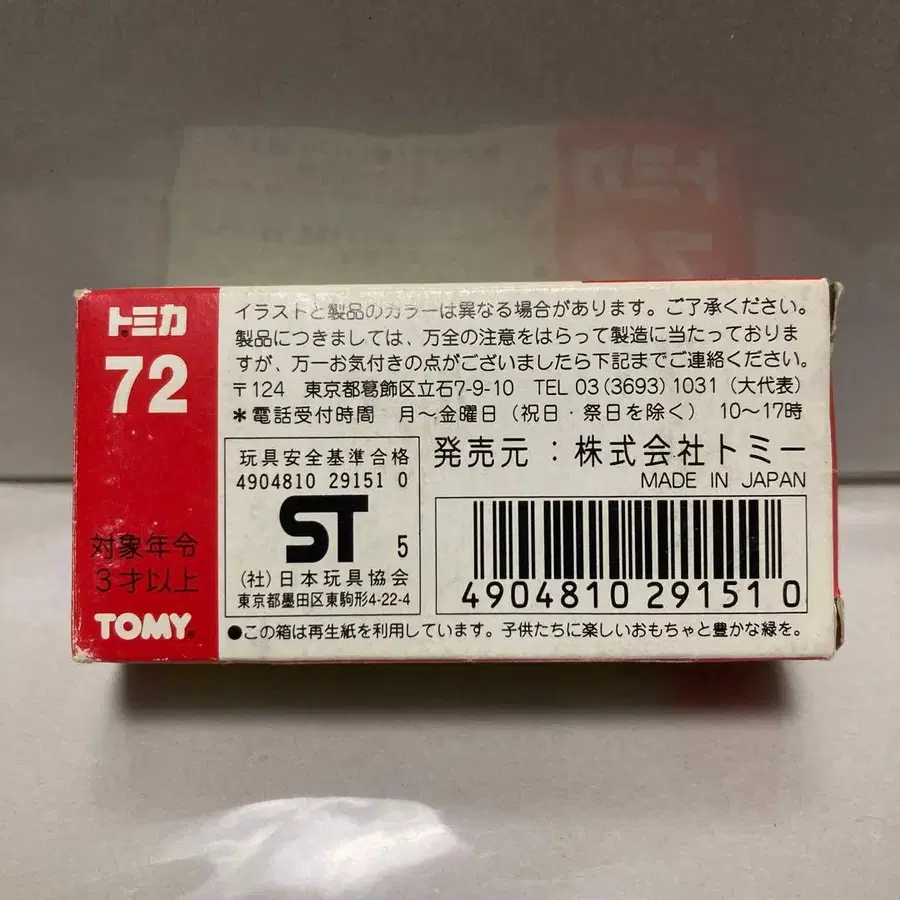 トミカ
72
対象年令
3才以上
TOMY
イラストと製品のカラーは異なる場合があります。ご了承ください。
製品につきましては、万全の注意をはらって製造に当たっておりま
すが、万一お気付きの点がございましたら下記までご連絡ください。
〒124 東京都葛飾区立石7-9-10 TEL 03 (3693) 1031 (大代表)
*電話受付時間 月～金曜日 (祝日・祭日を除く) 10～17時
玩具安全基準合格
4904810 29151 0
ST 5
(社) 日本玩具協会
東京都墨田区東駒形4-22-4
発売元 : 株式会社トミー
MADE IN JAPAN
4904810 291510
●この箱は再生紙を利用しています。子供たちに楽しいおもちゃと豊かな緑を。